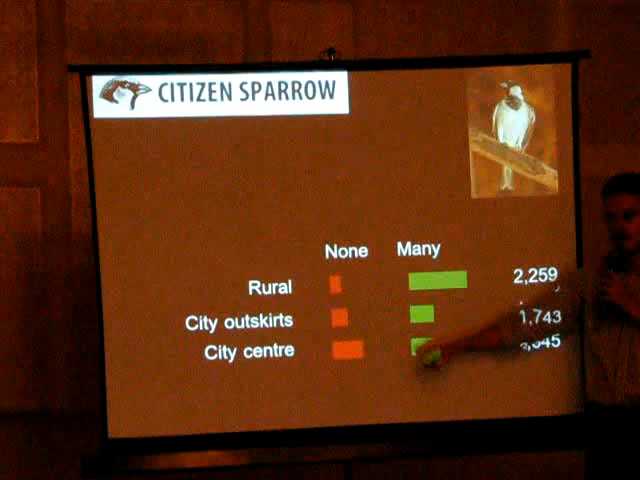 CITIZEN SPARROW
None Many
Rural 2,259
City outskirts 1,743
City centre